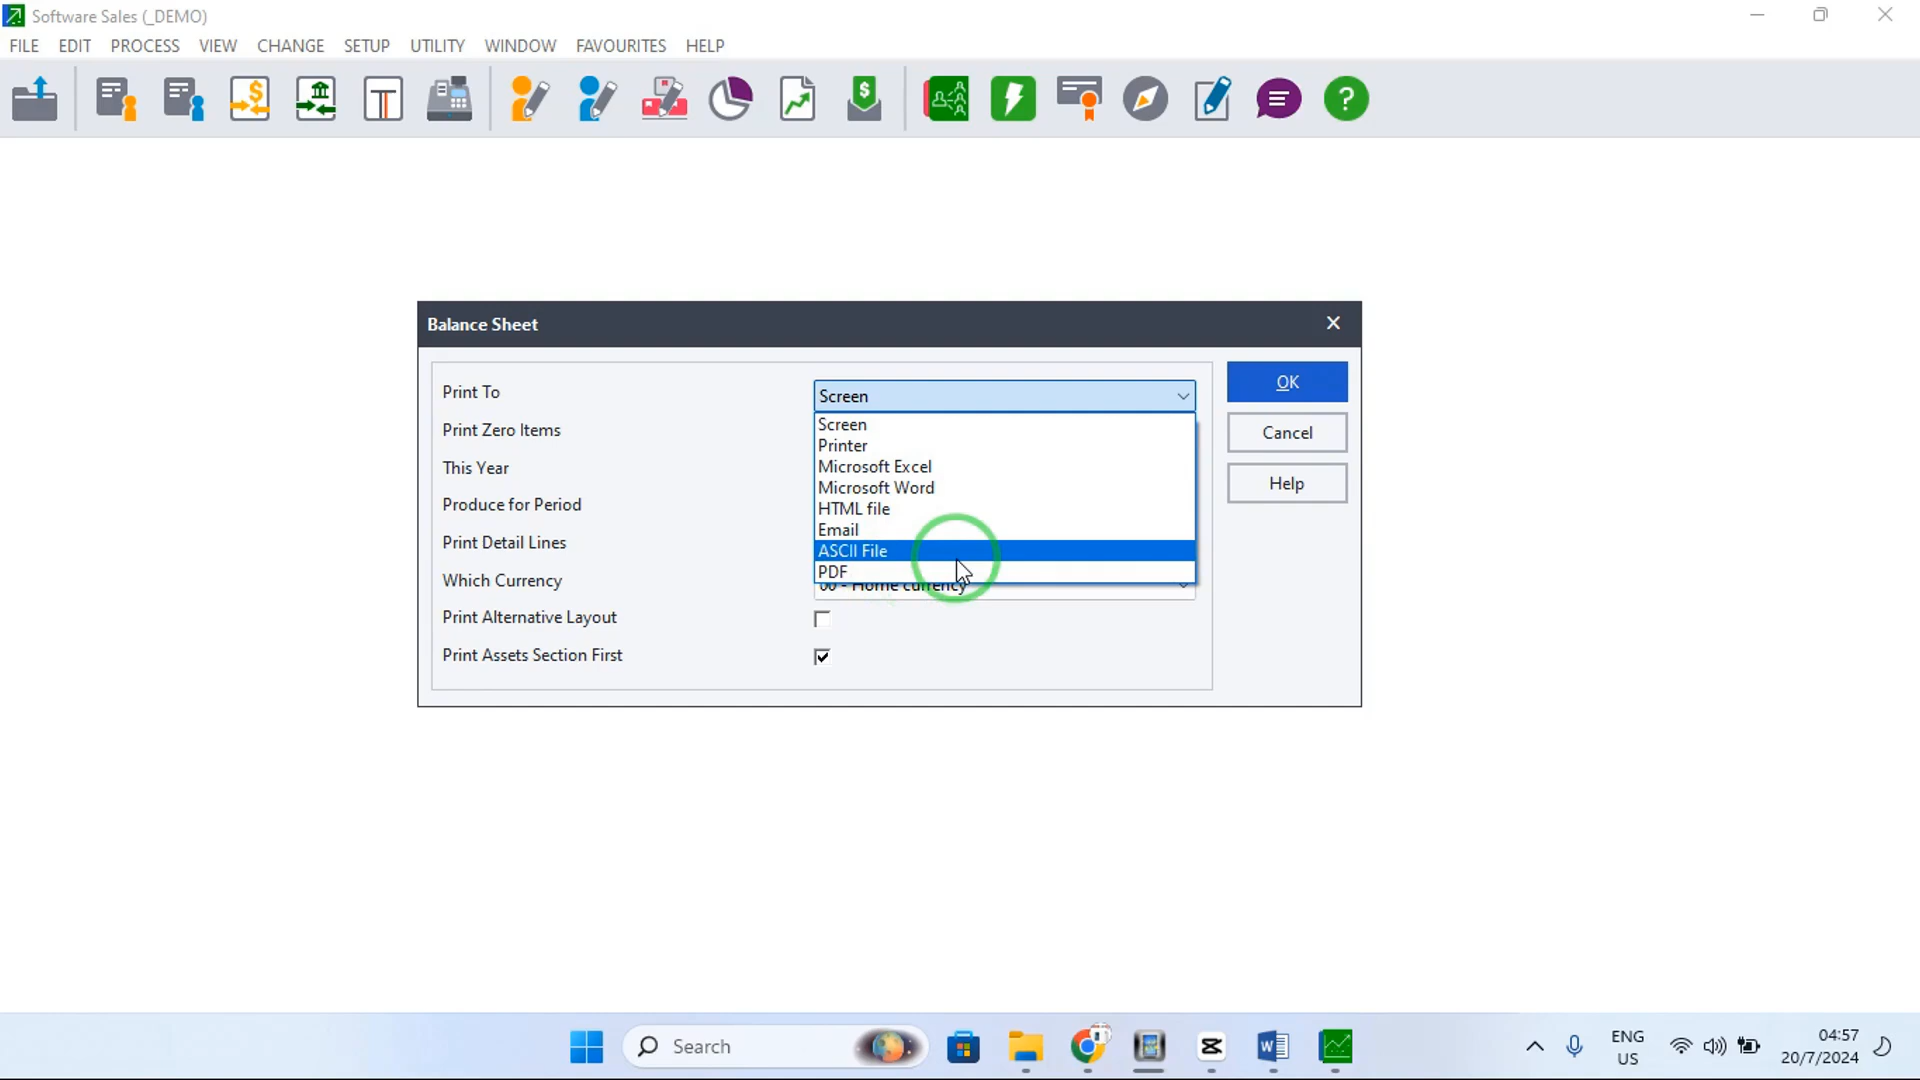 Software Sales (_DEMO)
FILE EDIT PROCESS VIEW CHANGE SETUP UTILITY WINDOW FAVOURITES HELP
Balance Sheet
Print To
Screen
OK
Screen
Print Zero Items
Printer
Cancel
This Year
Microsoft Excel
Microsoft Word
Help
Produce for Period
HTML file
Email
Print Detail Lines
ASCII File
PDF
Which Currency
00 - Home currency
Print Alternative Layout
Print Assets Section First
Search
ENG
US
04:57
20/7/2024